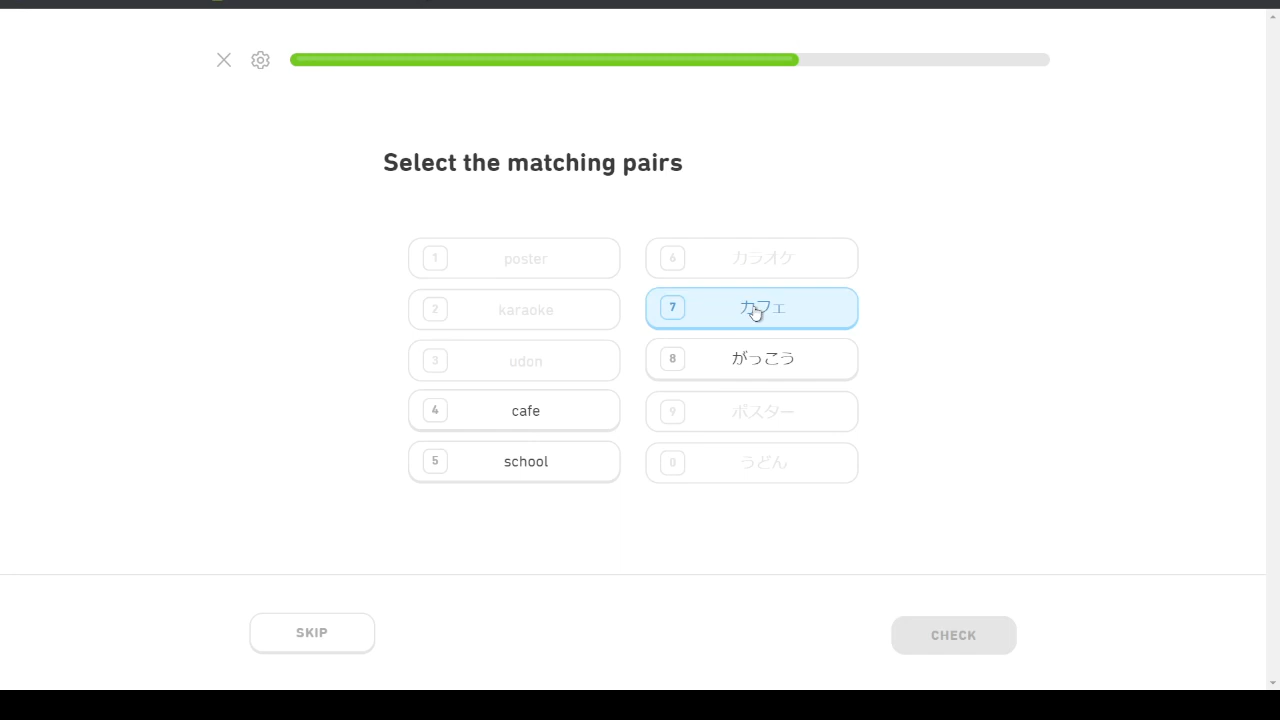 Select the matching pairs
1 poster
6 カラオケ
2 karaoke
7 カフェ
3 udon
8 がっこう
4 cafe
9 ポスター
5 school
0 うどん
SKIP
CHECK